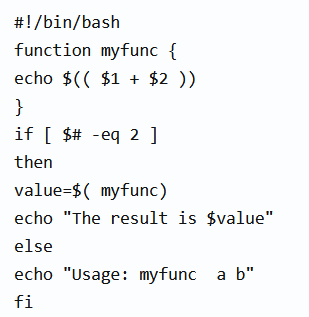 #!/bin/bash
function myfunc {
echo $(( $1 + $2 ))
}
if [ $# -eq 2 ]
then
value=$( myfunc)
echo "The result is $value"
else
echo "Usage: myfunc  a b"
fi